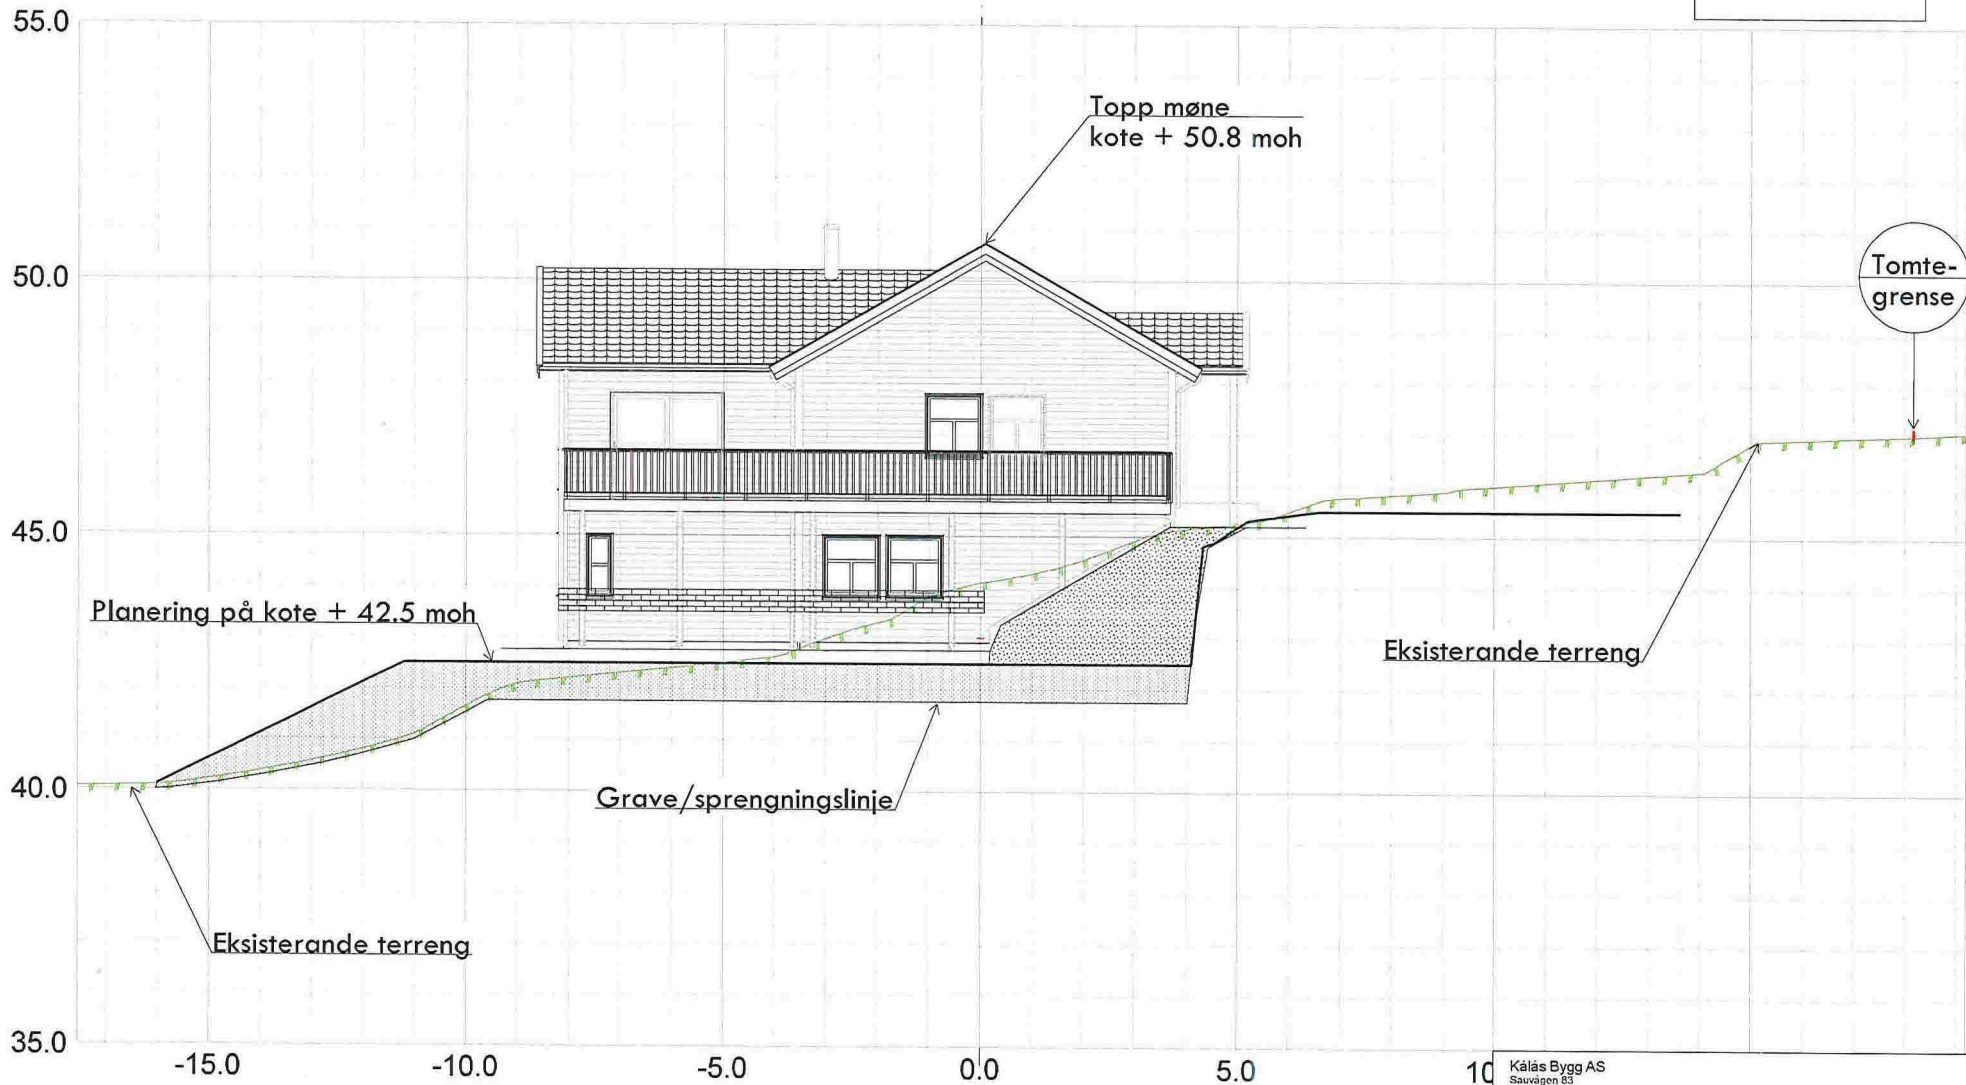 55.0
Topp møne
kote + 50.8 moh
50.0
Tomte-
grense
45.0
Planering på kote + 42.5 moh
Eksisterande terreng
40.0
Grave/sprengningslinje
Eksisterande terreng
35.0
-15.0
-10.0
-5.0
0.0
5.0
10
Kålås Bygg AS
Sauvågen 83